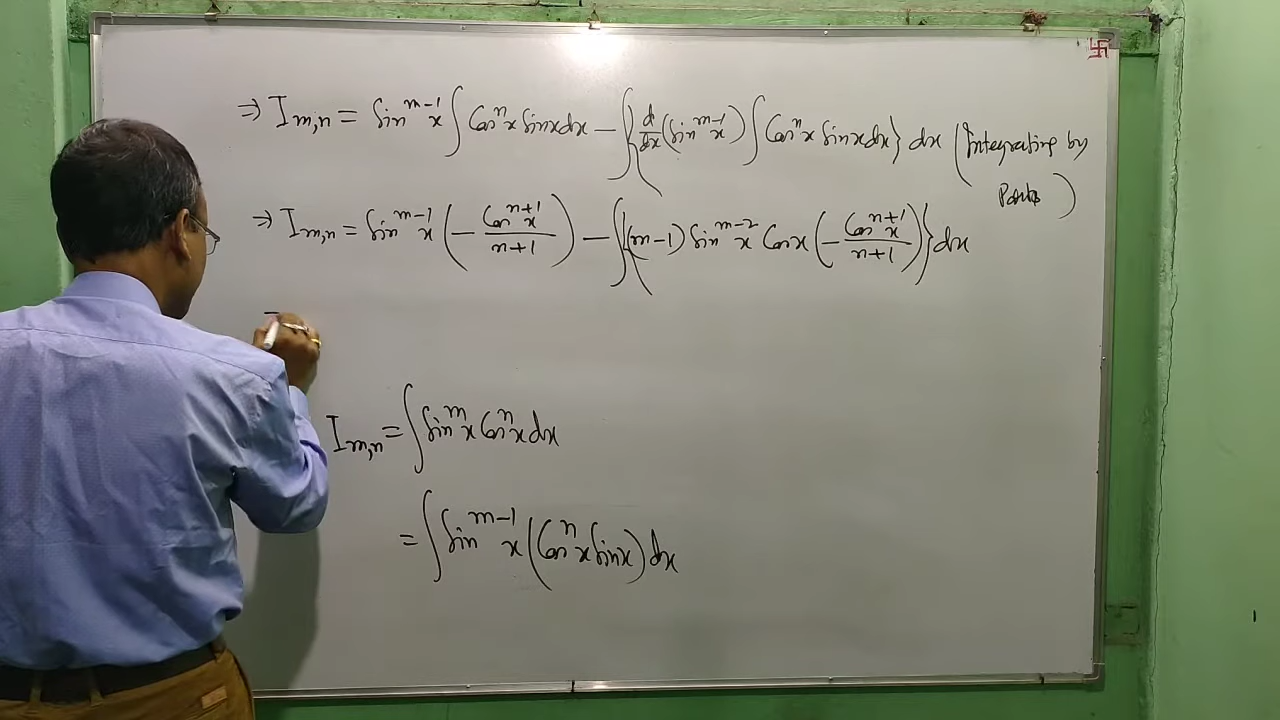 ⇒ I_{m,n} = Sin^{m-1}x ∫ Cos^n x Sinx dx − ∫ { d/dx (Sin^{m-1}x) ∫ Cos^n x Sinx dx } dx (Integrating by
Parts)
⇒ I_{m,n} = Sin^{m-1}x (− Cos^{n+1}x / n+1) − ∫ { (m−1) Sin^{m-2}x Cosx (− Cos^{n+1}x / n+1) } dx
I_{m,n} = ∫ Sin^m x Cos^n x dx
= ∫ Sin^{m-1}x (Cos^n x Sinx) dx